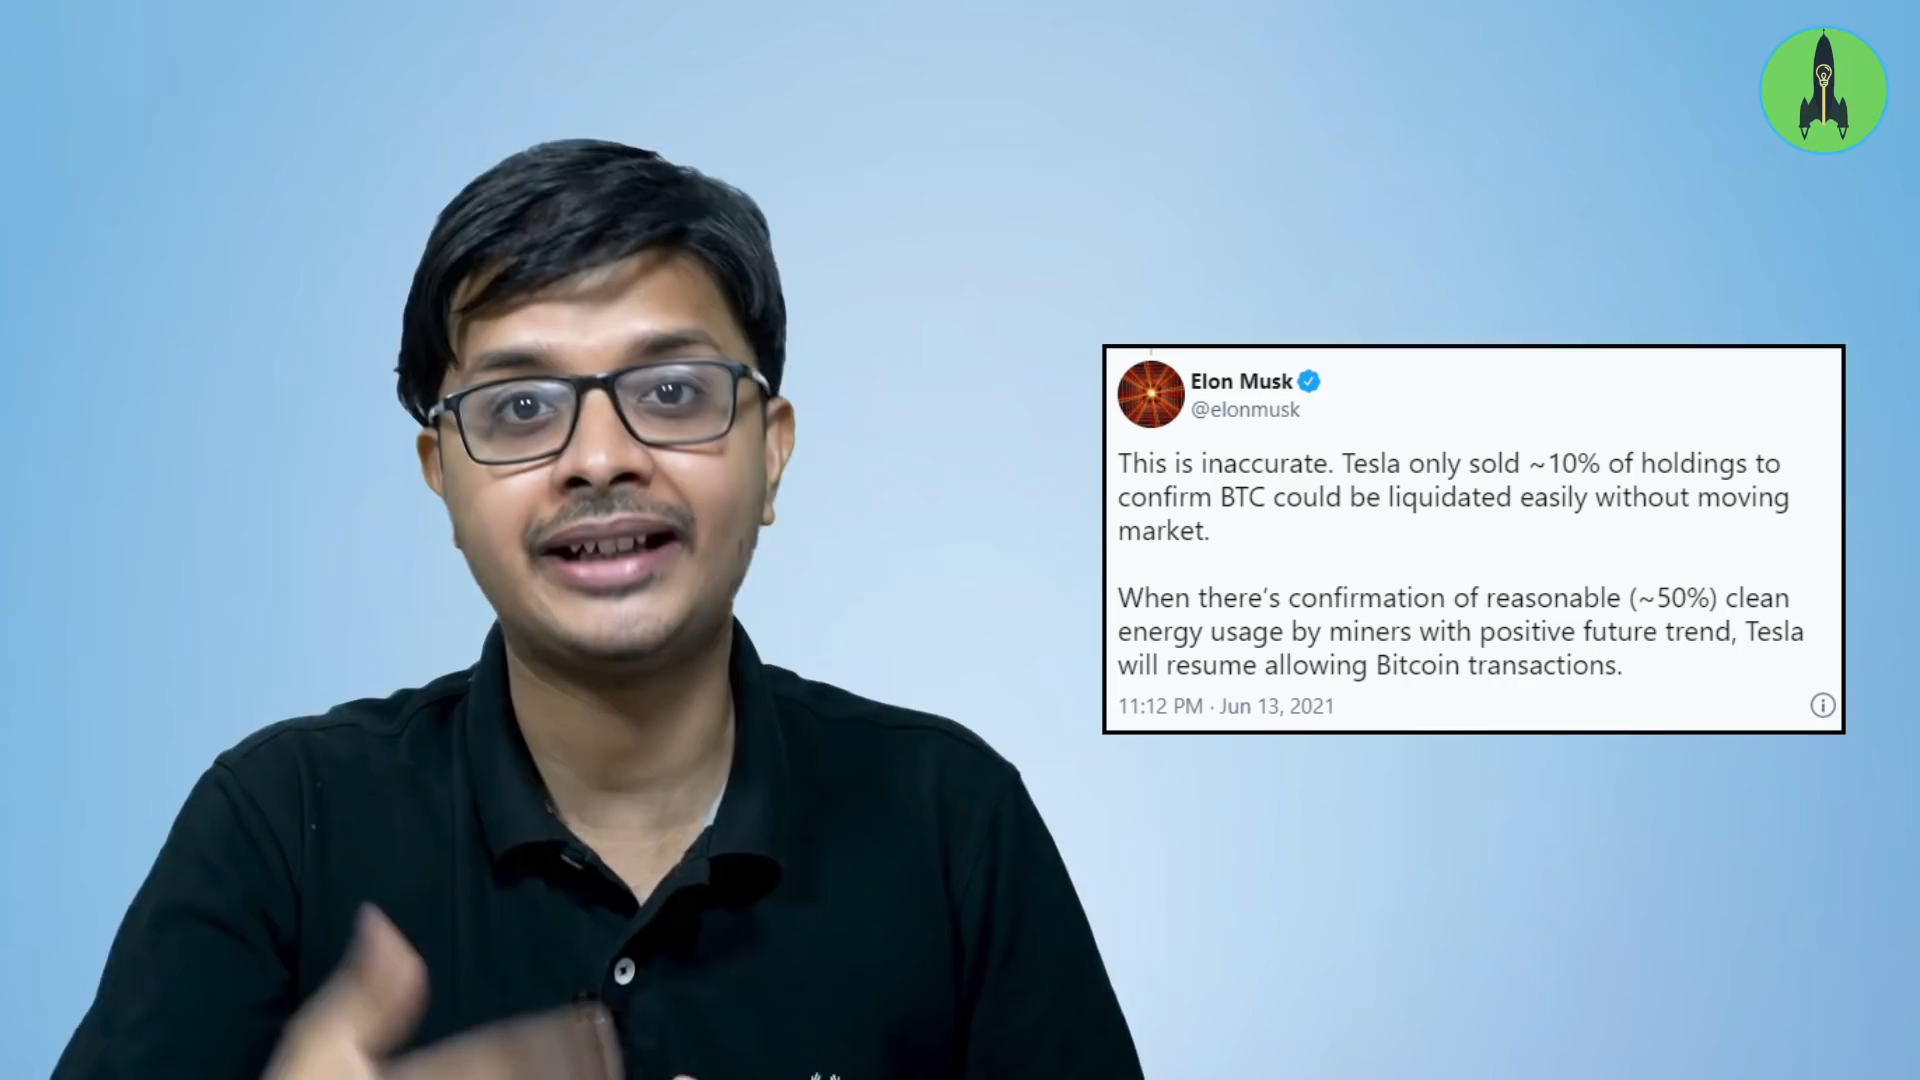 Elon Musk
@elonmusk
This is inaccurate. Tesla only sold ~10% of holdings to
confirm BTC could be liquidated easily without moving
market.
When there’s confirmation of reasonable (~50%) clean
energy usage by miners with positive future trend, Tesla
will resume allowing Bitcoin transactions.
11:12 PM · Jun 13, 2021